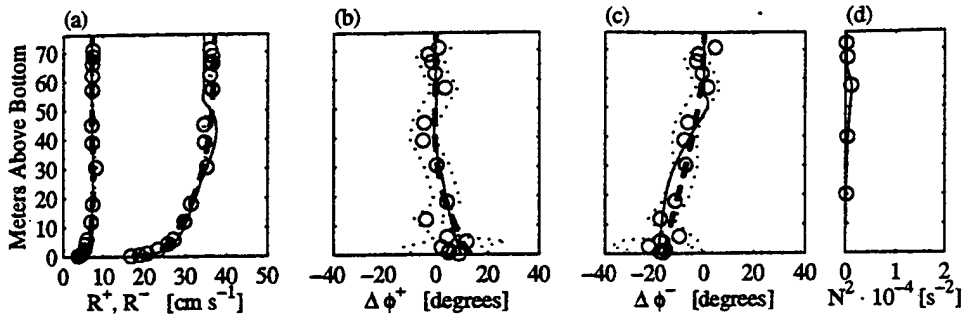 (a) (b) (c) (d)
Meters Above Bottom
70
60
50
40
30
20
10
0
0 10 20 30 40 50
−40 −20 0 20 40
−40 −20 0 20 40
0 1 2
R⁺, R⁻ [cm s⁻¹]
Δ ϕ⁺ [degrees]
Δ ϕ⁻ [degrees]
N² · 10⁻⁴ [s⁻²]